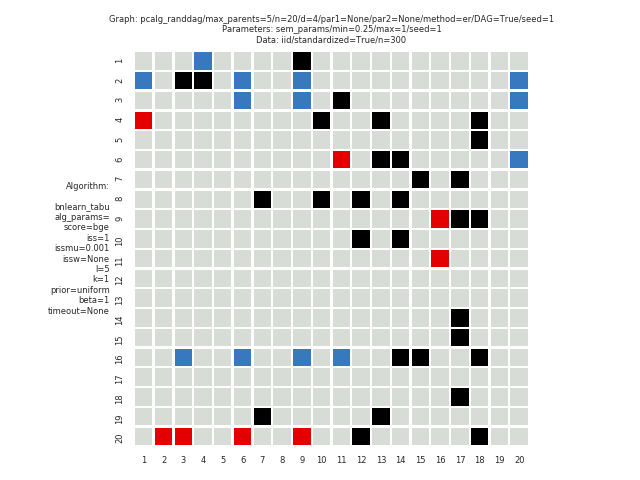 Graph: pcalg_randdag/max_parents=5/n=20/d=4/par1=None/par2=None/method=er/DAG=True/seed=1
Parameters: sem_params/min=0.25/max=1/seed=1
Data: iid/standardized=True/n=300
Algorithm:
bnlearn_tabu
alg_params=
score=bge
iss=1
issmu=0.001
issw=None
l=5
k=1
prior=uniform
beta=1
timeout=None
1
2
3
4
5
6
7
8
9
10
11
12
13
14
15
16
17
18
19
20
1 2 3 4 5 6 7 8 9 10 11 12 13 14 15 16 17 18 19 20